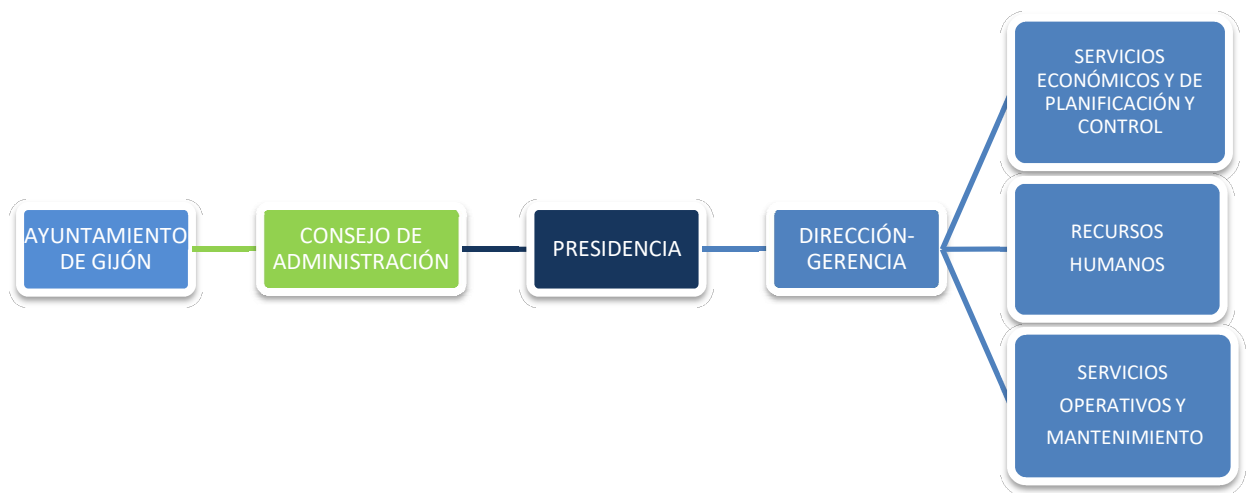 AYUNTAMIENTO
DE GIJÓN
CONSEJO DE
ADMINISTRACIÓN
PRESIDENCIA
DIRECCIÓN-
GERENCIA
SERVICIOS
ECONÓMICOS Y DE
PLANIFICACIÓN Y
CONTROL
RECURSOS
HUMANOS
SERVICIOS
OPERATIVOS Y
MANTENIMIENTO